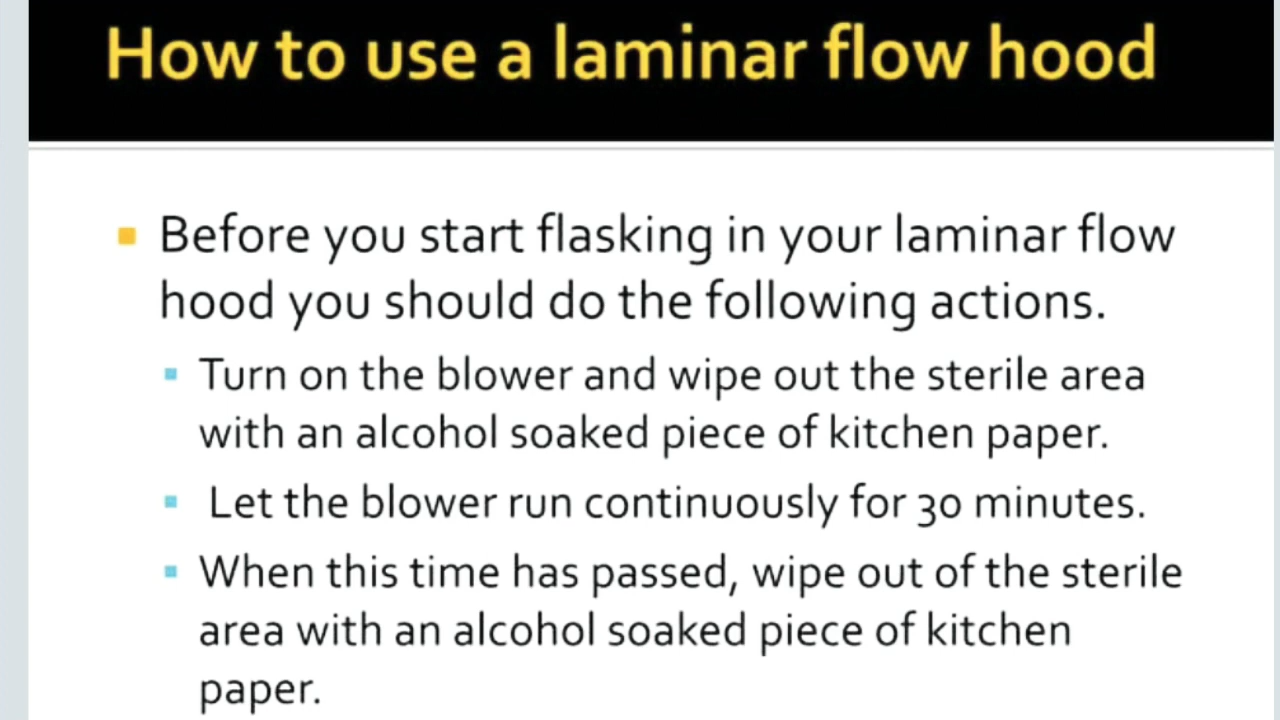 How to use a laminar flow hood
Before you start flasking in your laminar flow
hood you should do the following actions.
Turn on the blower and wipe out the sterile area
with an alcohol soaked piece of kitchen paper.
Let the blower run continuously for 30 minutes.
When this time has passed, wipe out of the sterile
area with an alcohol soaked piece of kitchen
paper.